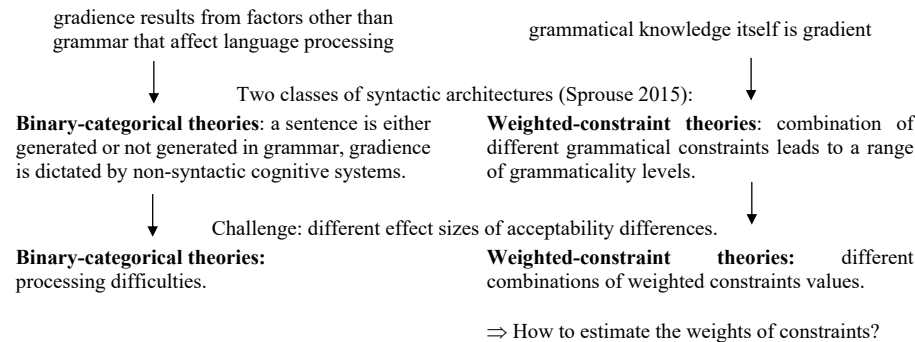 gradience results from factors other than
grammar that affect language processing
grammatical knowledge itself is gradient
Two classes of syntactic architectures (Sprouse 2015):
Binary-categorical theories: a sentence is either
generated or not generated in grammar, gradience
is dictated by non-syntactic cognitive systems.
Weighted-constraint theories: combination of
different grammatical constraints leads to a range
of grammaticality levels.
Challenge: different effect sizes of acceptability differences.
Binary-categorical theories:
processing difficulties.
Weighted-constraint theories: different
combinations of weighted constraints values.
⇒ How to estimate the weights of constraints?